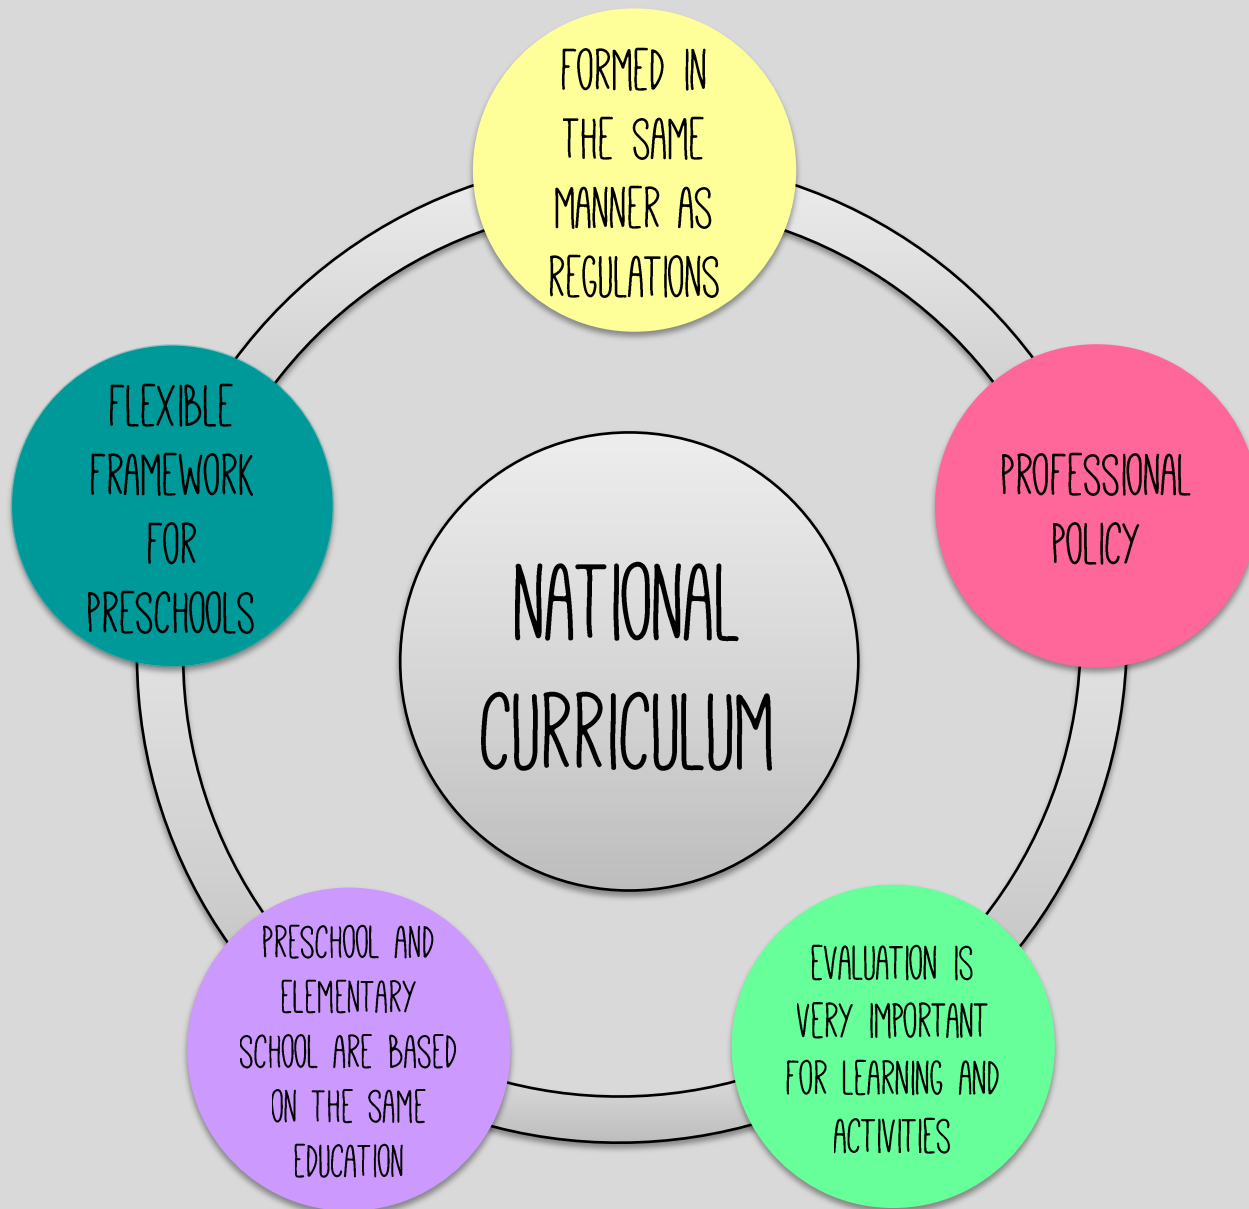 FORMED IN
THE SAME
MANNER AS
REGULATIONS
PROFESSIONAL
POLICY
EVALUATION IS
VERY IMPORTANT
FOR LEARNING AND
ACTIVITIES
PRESCHOOL AND
ELEMENTARY
SCHOOL ARE BASED
ON THE SAME
EDUCATION
FLEXIBLE
FRAMEWORK
FOR
PRESCHOOLS
NATIONAL
CURRICULUM